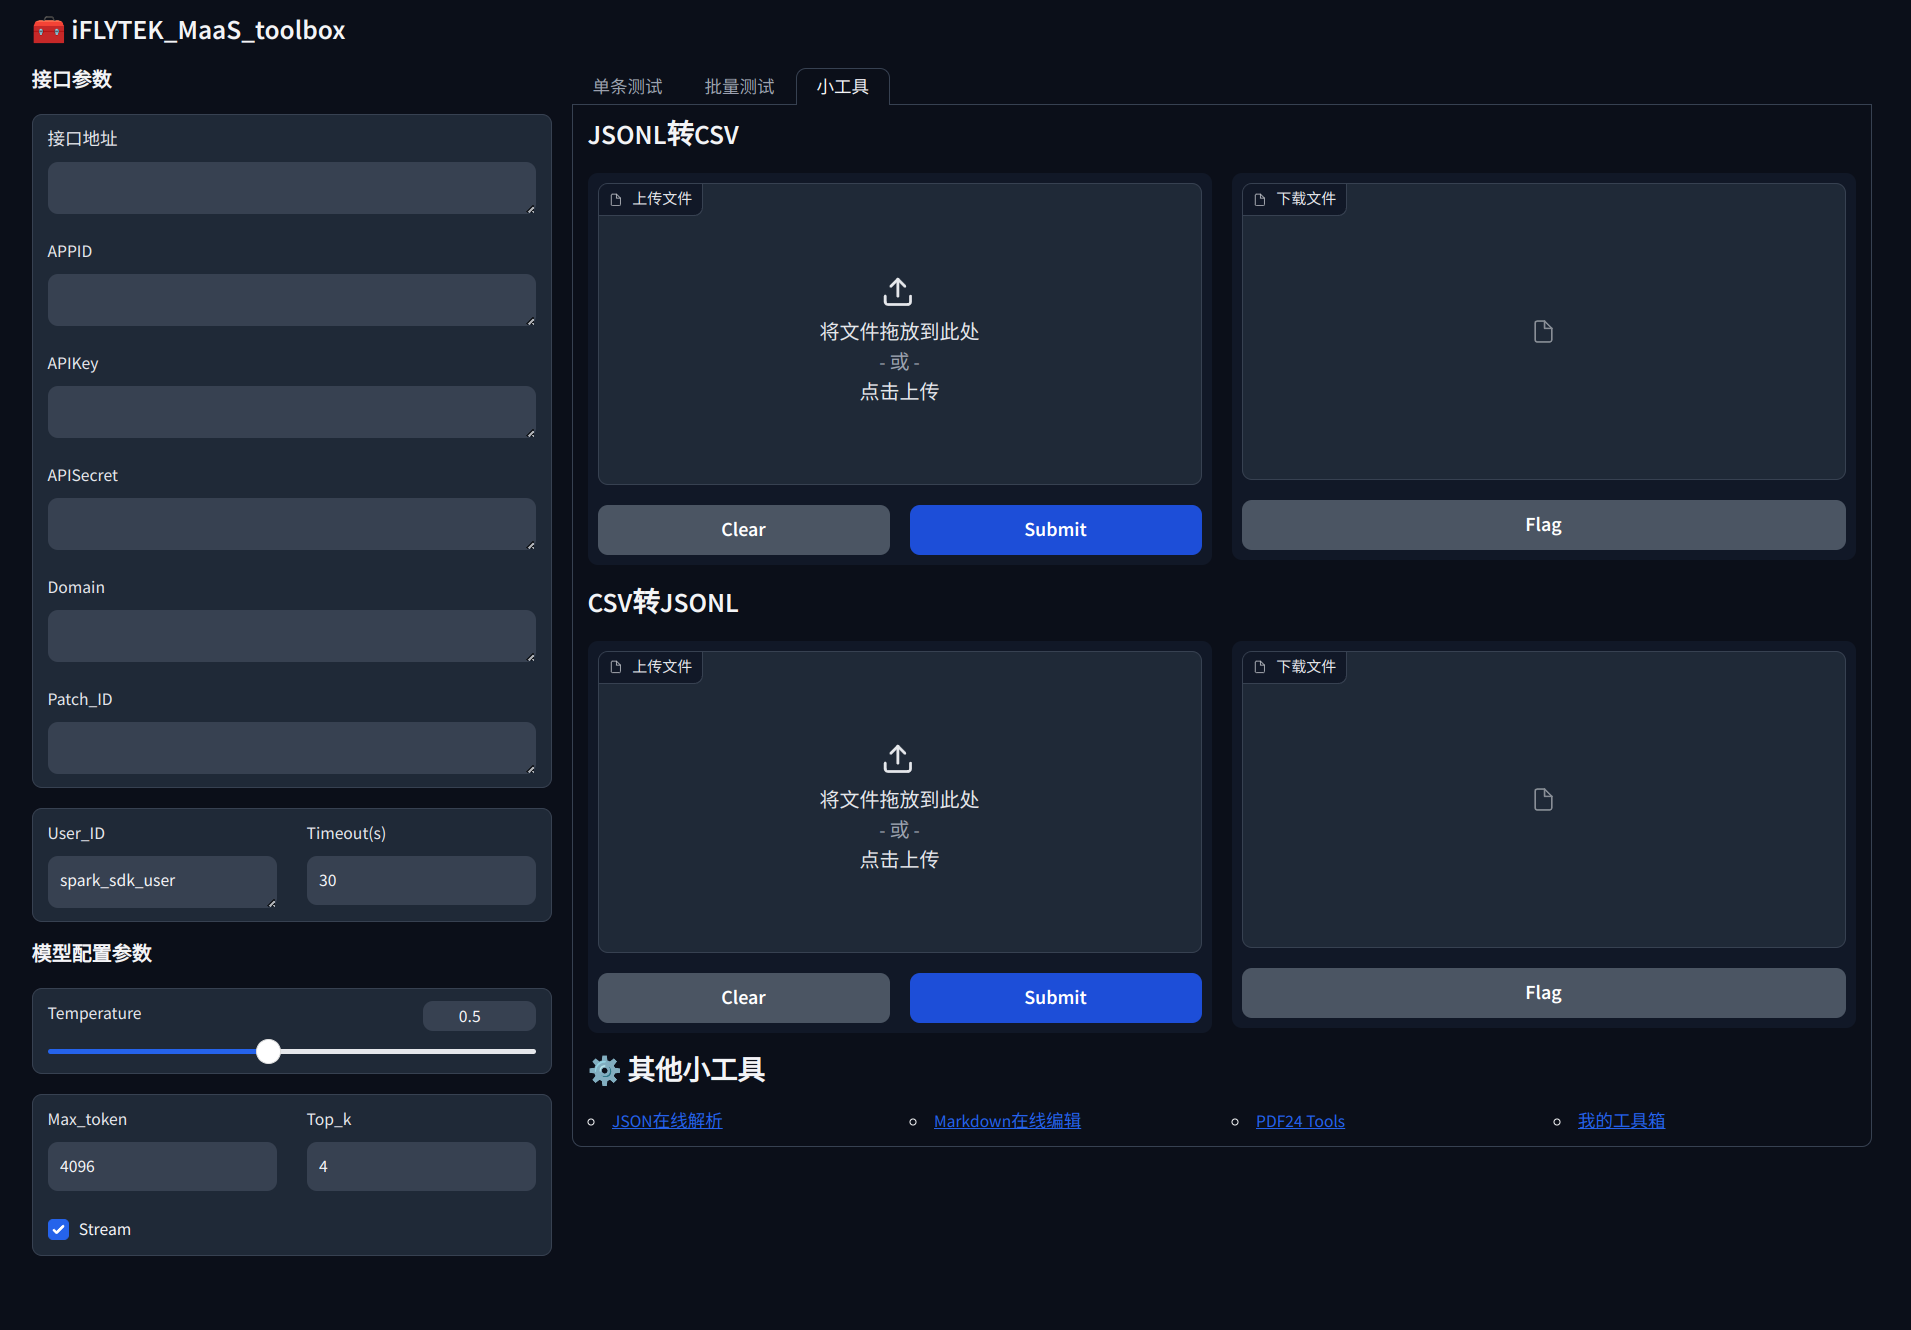 iFLYTEK_MaaS_toolbox
接口参数
接口地址
APPID
APIKey
APISecret
Domain
Patch_ID
User_ID
Timeout(s)
spark_sdk_user
30
模型配置参数
Temperature
0.5
Max_token
Top_k
4096
4
Stream
单条测试
批量测试
小工具
JSONL转CSV
上传文件
将文件拖放到此处
- 或 -
点击上传
Clear
Submit
下载文件
Flag
CSV转JSONL
上传文件
将文件拖放到此处
- 或 -
点击上传
Clear
Submit
下载文件
Flag
其他小工具
JSON在线解析
Markdown在线编辑
PDF24 Tools
我的工具箱